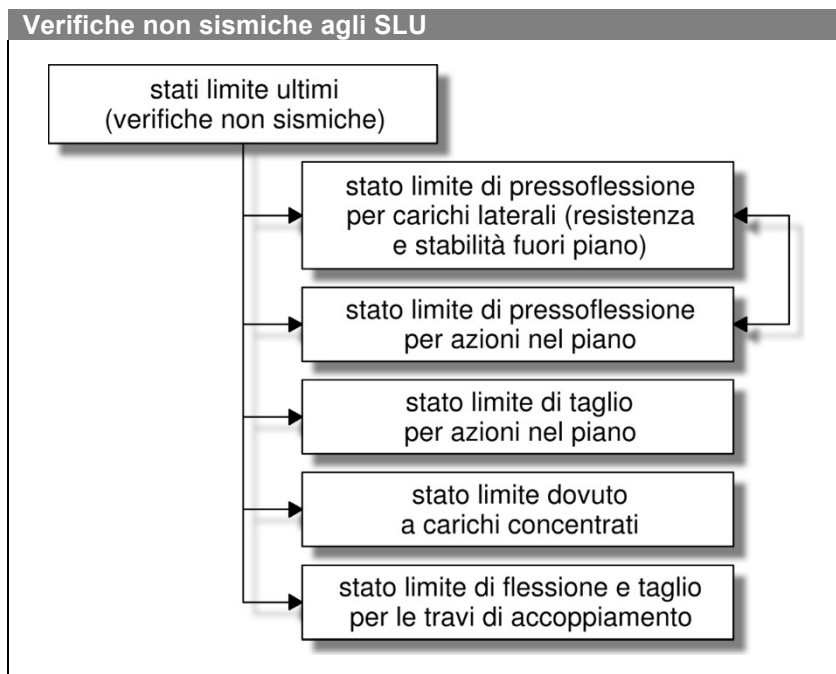 Verifiche non sismiche agli SLU
stati limite ultimi
(verifiche non sismiche)
stato limite di pressoflessione
per carichi laterali (resistenza
e stabilità fuori piano)
stato limite di pressoflessione
per azioni nel piano
stato limite di taglio
per azioni nel piano
stato limite dovuto
a carichi concentrati
stato limite di flessione e taglio
per le travi di accoppiamento